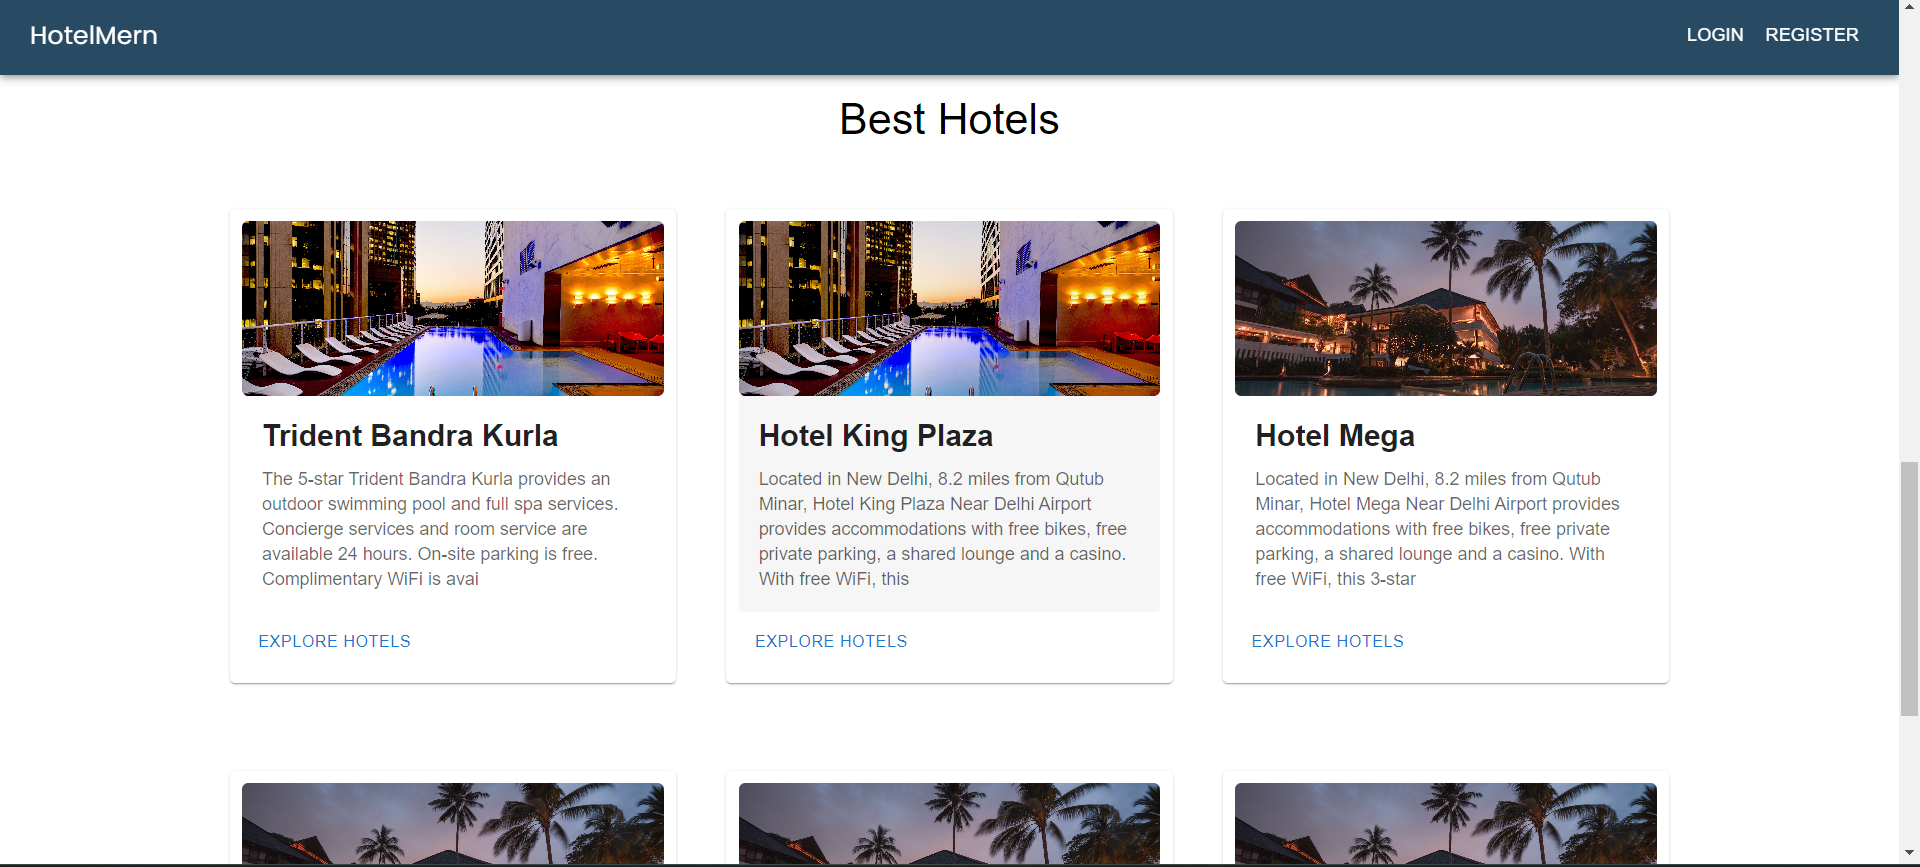 HotelMern
LOGIN REGISTER
Best Hotels
Trident Bandra Kurla
The 5-star Trident Bandra Kurla provides an
outdoor swimming pool and full spa services.
Concierge services and room service are
available 24 hours. On-site parking is free.
Complimentary WiFi is avai
EXPLORE HOTELS
Hotel King Plaza
Located in New Delhi, 8.2 miles from Qutub
Minar, Hotel King Plaza Near Delhi Airport
provides accommodations with free bikes, free
private parking, a shared lounge and a casino.
With free WiFi, this
EXPLORE HOTELS
Hotel Mega
Located in New Delhi, 8.2 miles from Qutub
Minar, Hotel Mega Near Delhi Airport provides
accommodations with free bikes, free private
parking, a shared lounge and a casino. With
free WiFi, this 3-star
EXPLORE HOTELS